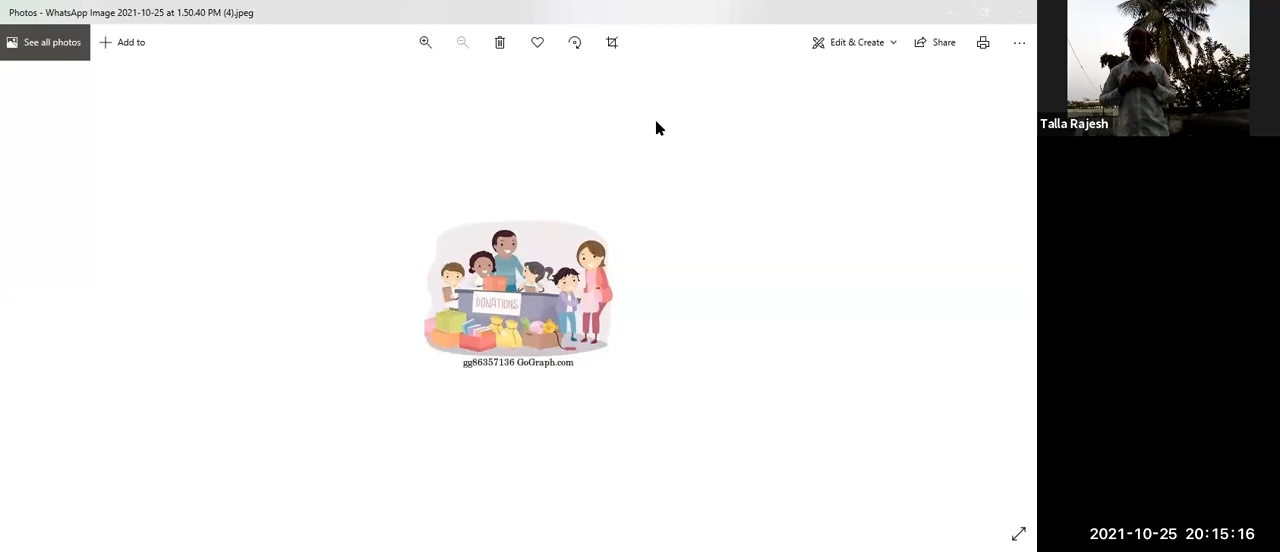 Photos - WhatsApp Image 2021-10-25 at 1.50.40 PM (4).jpeg
See all photos
Add to
Edit & Create
Share
Talla Rajesh
DONATIONS
gg86357136 GoGraph.com
2021-10-25 20:15:16